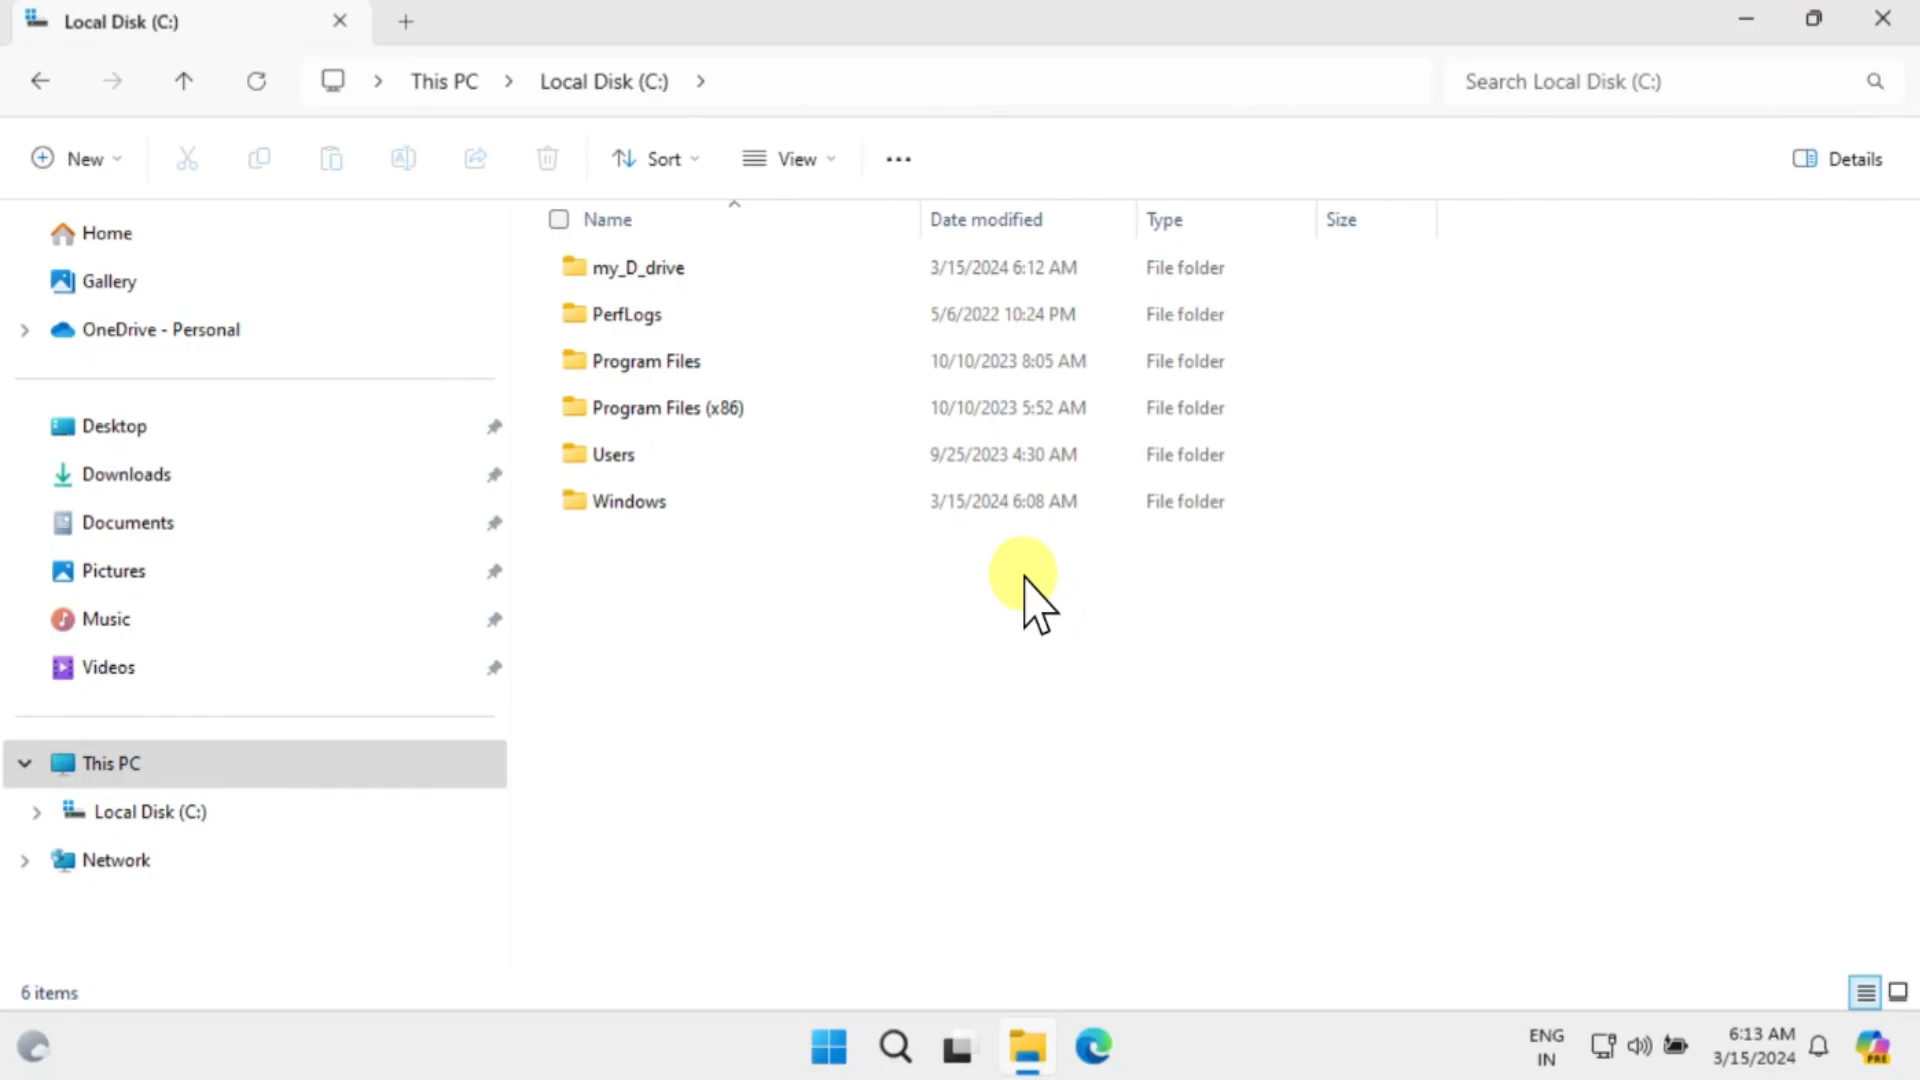 Local Disk (C:)
This PC > Local Disk (C:) >
Search Local Disk (C:)
New
Sort
View
Details
Name Date modified Type Size
my_D_drive 3/15/2024 6:12 AM File folder
PerfLogs 5/6/2022 10:24 PM File folder
Program Files 10/10/2023 8:05 AM File folder
Program Files (x86) 10/10/2023 5:52 AM File folder
Users 9/25/2023 4:30 AM File folder
Windows 3/15/2024 6:08 AM File folder
Home
Gallery
OneDrive - Personal
Desktop
Downloads
Documents
Pictures
Music
Videos
This PC
Local Disk (C:)
Network
6 items
ENG
IN
6:13 AM
3/15/2024
PRE